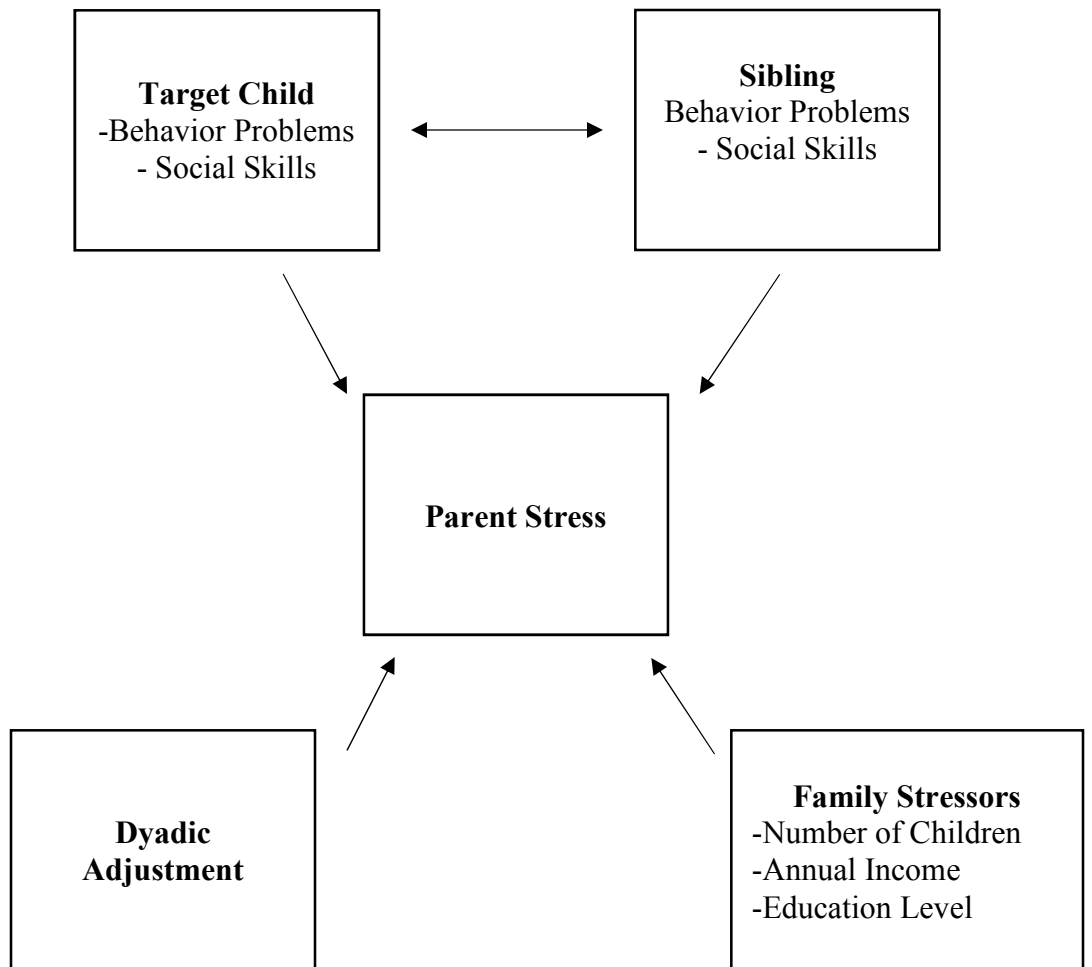 Target Child
-Behavior Problems
- Social Skills
Sibling
Behavior Problems
- Social Skills
Parent Stress
Dyadic
Adjustment
Family Stressors
-Number of Children
-Annual Income
-Education Level